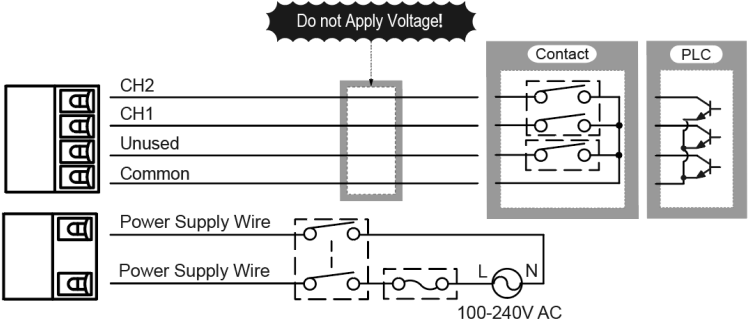 Do not Apply Voltage!
Contact
PLC
CH2
CH1
Unused
Common
Power Supply Wire
Power Supply Wire
L
N
100-240V AC